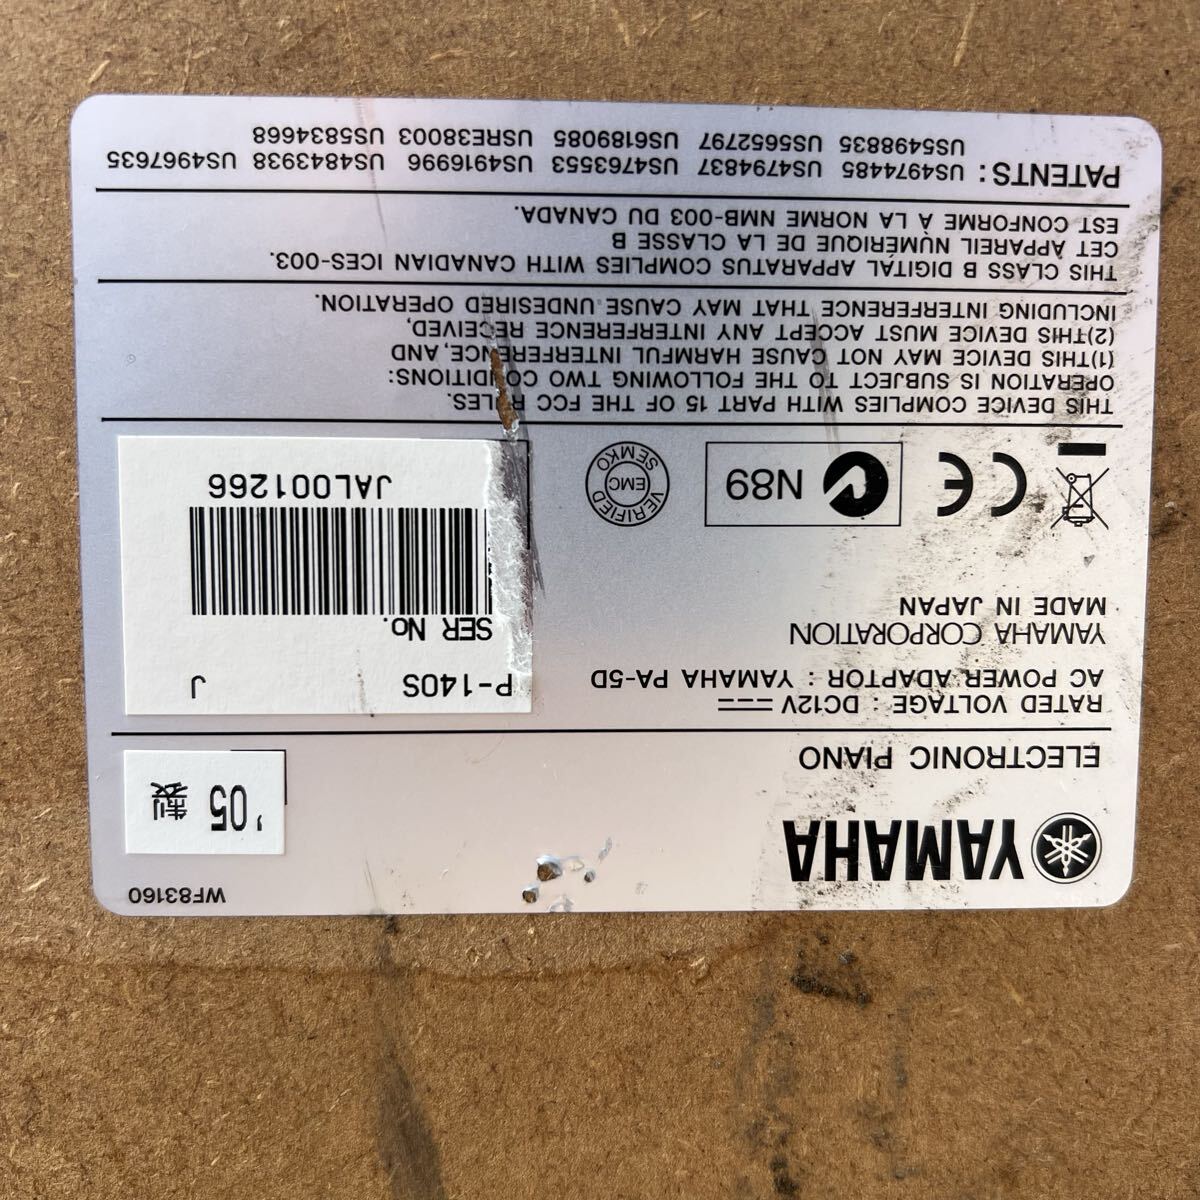 WF83160
YAMAHA
'05 製
ELECTRONIC PIANO
RATED VOLTAGE : DC12V
AC POWER ADAPTOR : YAMAHA PA-5D
YAMAHA CORPORATION
MADE IN JAPAN
P-140S J
SER No.
JAL001266
N89
VERIFIED
EMC
SEMKO
THIS DEVICE COMPLIES WITH PART 15 OF THE FCC RULES.
OPERATION IS SUBJECT TO THE FOLLOWING TWO CONDITIONS:
(1)THIS DEVICE MAY NOT CAUSE HARMFUL INTERFERENCE, AND
(2)THIS DEVICE MUST ACCEPT ANY INTERFERENCE RECEIVED,
INCLUDING INTERFERENCE THAT MAY CAUSE UNDESIRED OPERATION.
THIS CLASS B DIGITAL APPARATUS COMPLIES WITH CANADIAN ICES-003.
CET APPAREIL NUMÉRIQUE DE LA CLASSE B
EST CONFORME À LA NORME NMB-003 DU CANADA.
PATENTS: US4974485 US4794837 US4763553 US4916996 US4843938 US4967635
US5498835 US5652797 US6189085 USRE38003 US5834668